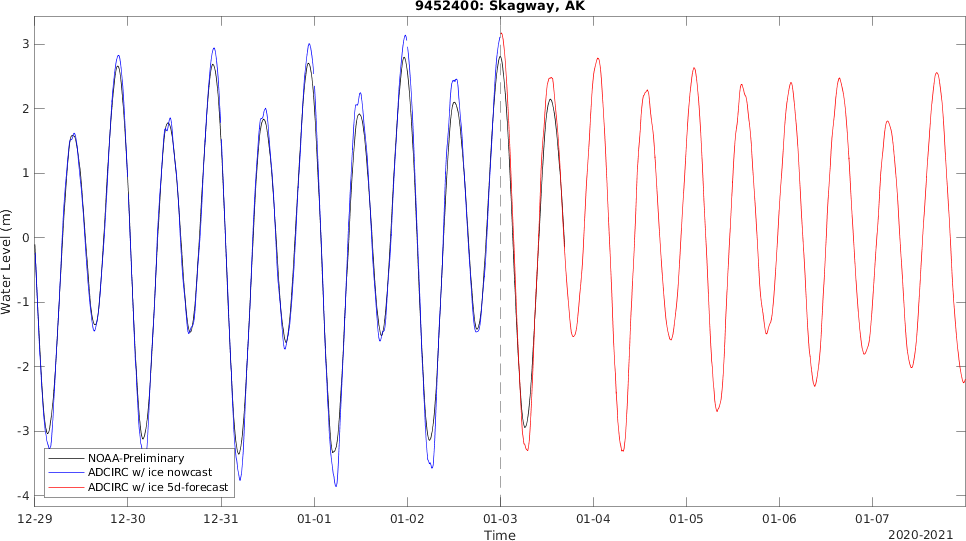 9452400: Skagway, AK
3
2
1
0
-1
-2
-3
-4
Water Level (m)
NOAA-Preliminary
ADCIRC w/ ice nowcast
ADCIRC w/ ice 5d-forecast
12-29 12-30 12-31 01-01 01-02 01-03 01-04 01-05 01-06 01-07
Time
2020-2021